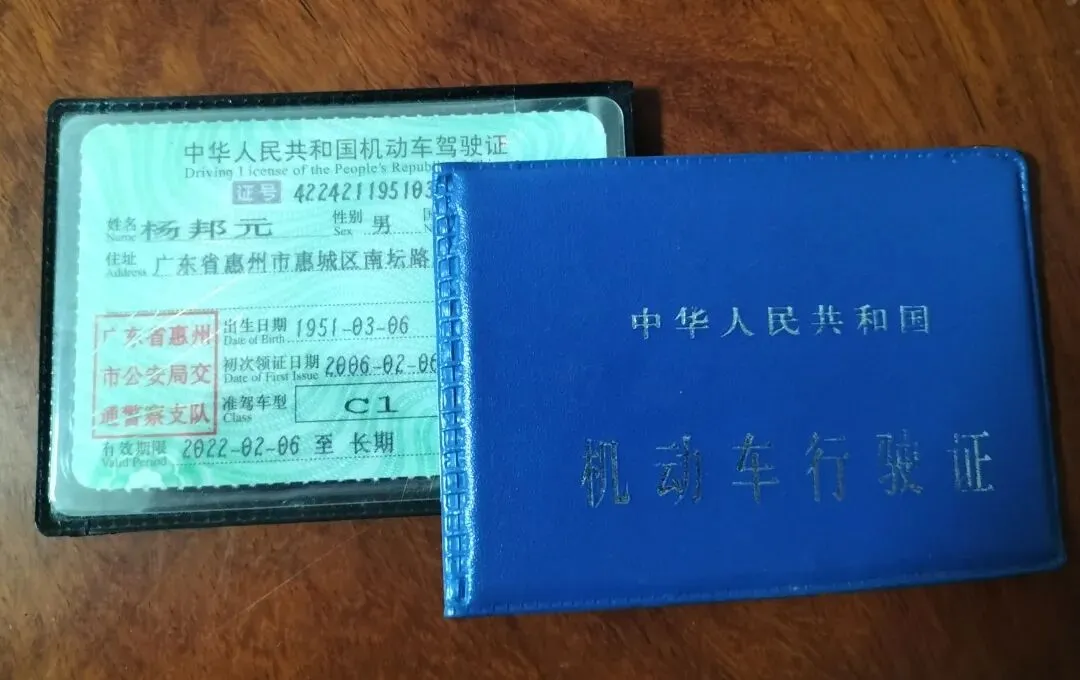 中华人民共和国机动车驾驶证
Driving License of the People's Republic
证号 422421195103
姓名 杨邦元 性别 男
Name Sex
住址 广东省惠州市惠城区南坛路
Address
广东省惠州
市公安局交
通警察支队
出生日期 1951-03-06
Date of Birth
初次领证日期 2006-02-06
Date of First Issue
准驾车型 C1
Class
有效期限 2022-02-06 至 长期
Valid Period
中华人民共和国
机动车行驶证